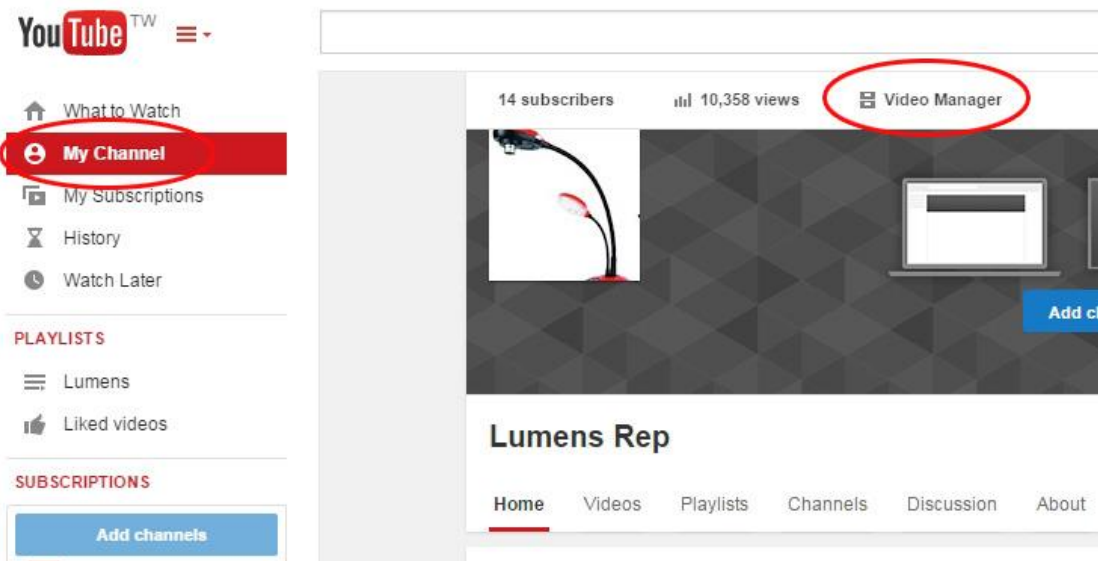 YouTube TW
What to Watch
My Channel
My Subscriptions
History
Watch Later
PLAYLISTS
Lumens
Liked videos
SUBSCRIPTIONS
Add channels
14 subscribers 10,358 views Video Manager
Add
Lumens Rep
Home Videos Playlists Channels Discussion About